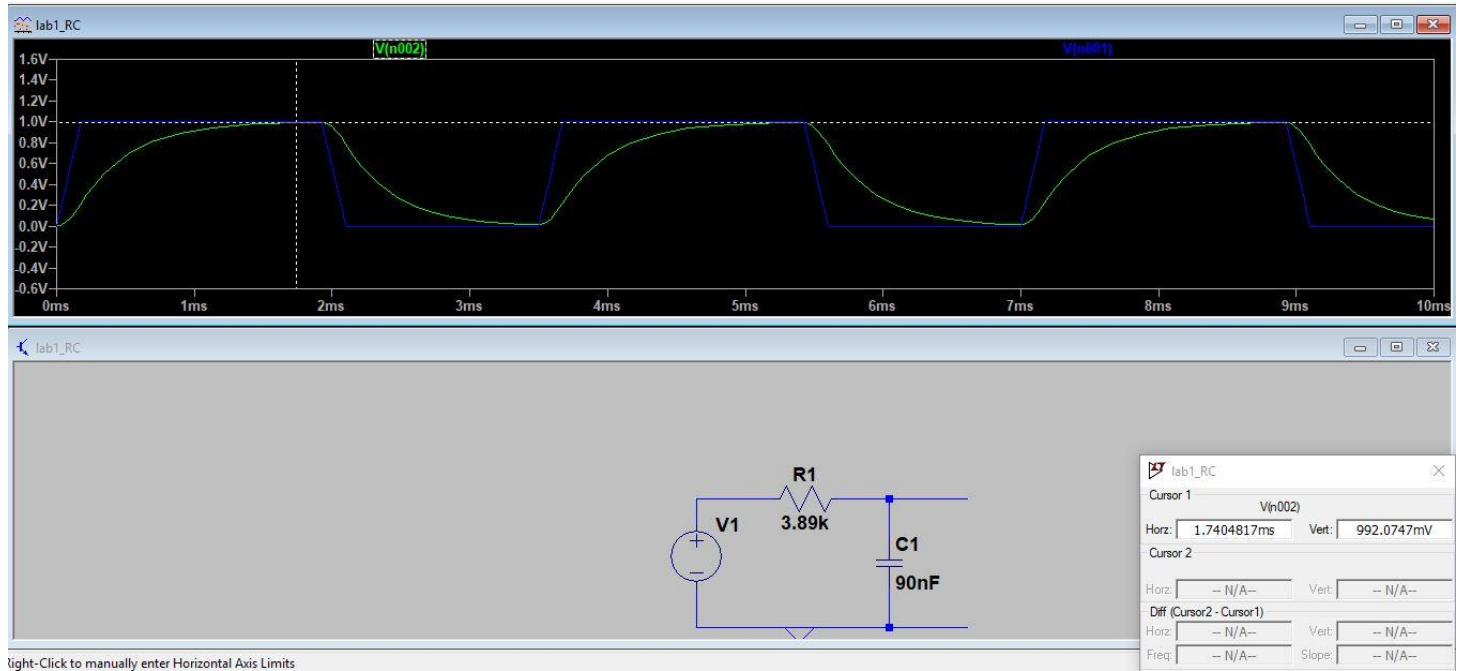 lab1_RC
V(n002)
V(n001)
1.6V
1.4V
1.2V
1.0V
0.8V
0.6V
0.4V
0.2V
0.0V
-0.2V
-0.4V
-0.6V
0ms 1ms 2ms 3ms 4ms 5ms 6ms 7ms 8ms 9ms 10ms
lab1_RC
R1
3.89k
V1
C1
90nF
lab1_RC
Cursor 1
V(n002)
Horz: 1.7404817ms Vert: 992.0747mV
Cursor 2
Horz: -- N/A-- Vert: -- N/A--
Diff (Cursor2 - Cursor1)
Horz: -- N/A-- Vert: -- N/A--
Freq: -- N/A-- Slope: -- N/A--
Right-Click to manually enter Horizontal Axis Limits